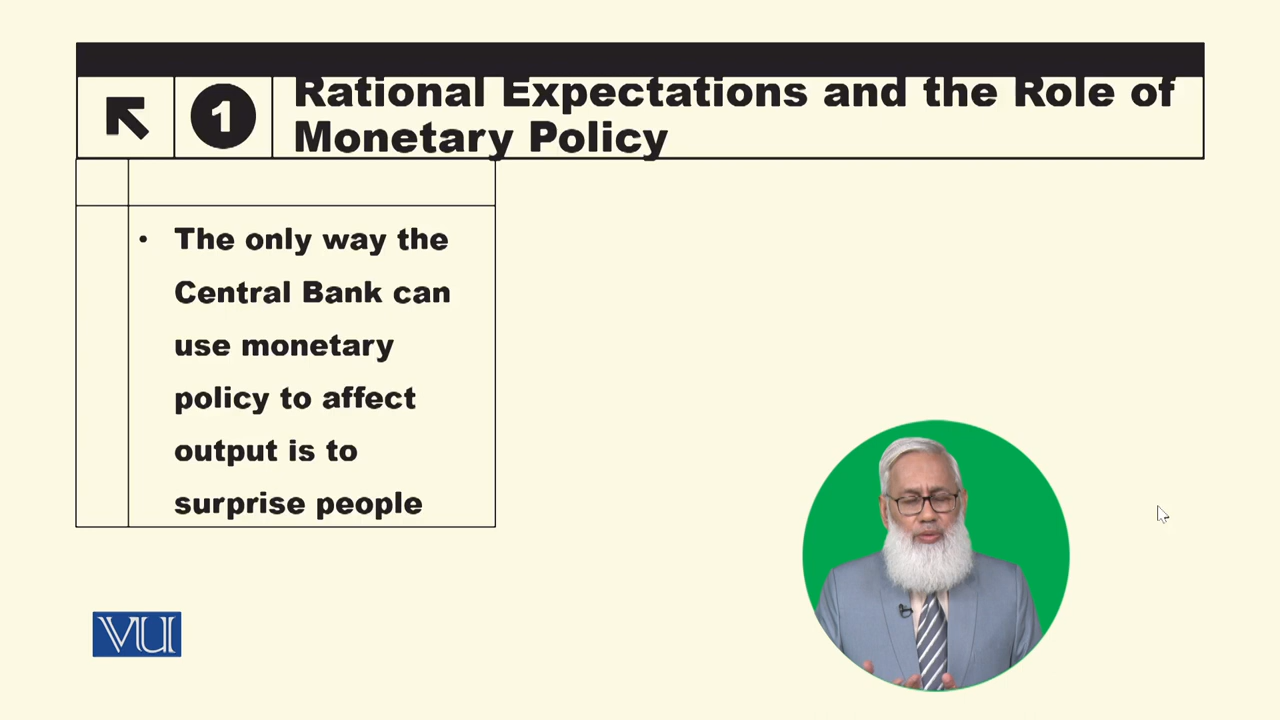 1
Rational Expectations and the Role of
Monetary Policy
• The only way the
Central Bank can
use monetary
policy to affect
output is to
surprise people
VU